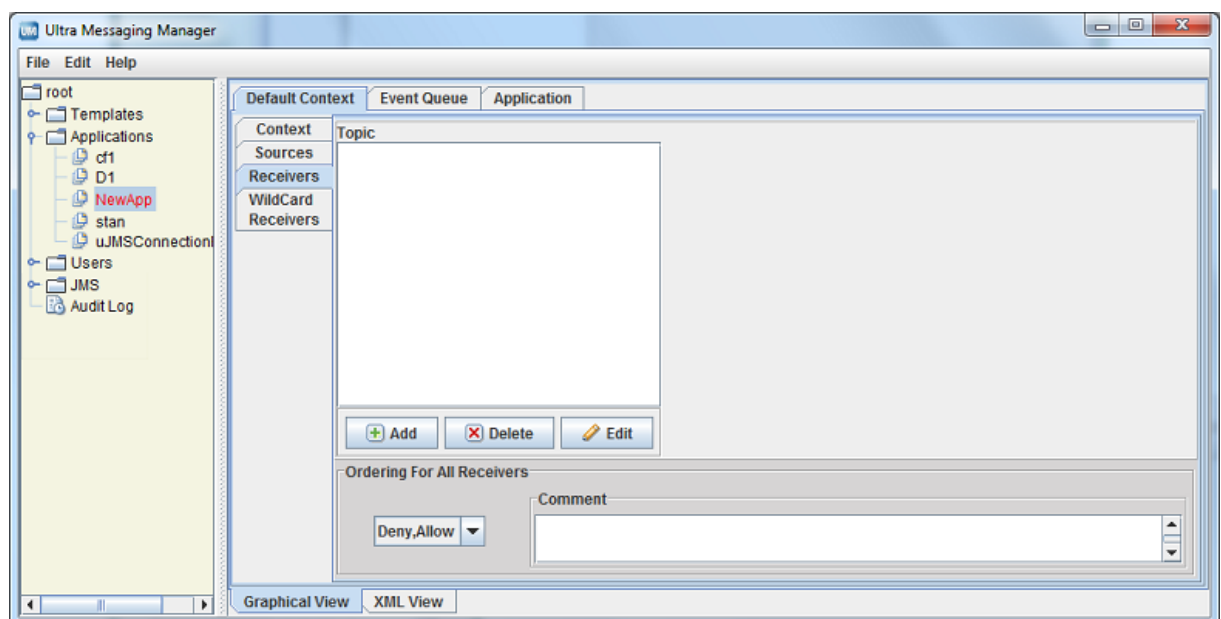 UM Ultra Messaging Manager
File Edit Help
root
Templates
Applications
cf1
D1
NewApp
stan
uJMSConnection
Users
JMS
Audit Log
Default Context Event Queue Application
Context
Sources
Receivers
WildCard
Receivers
Topic
Add Delete Edit
Ordering For All Receivers
Deny,Allow
Comment
Graphical View XML View